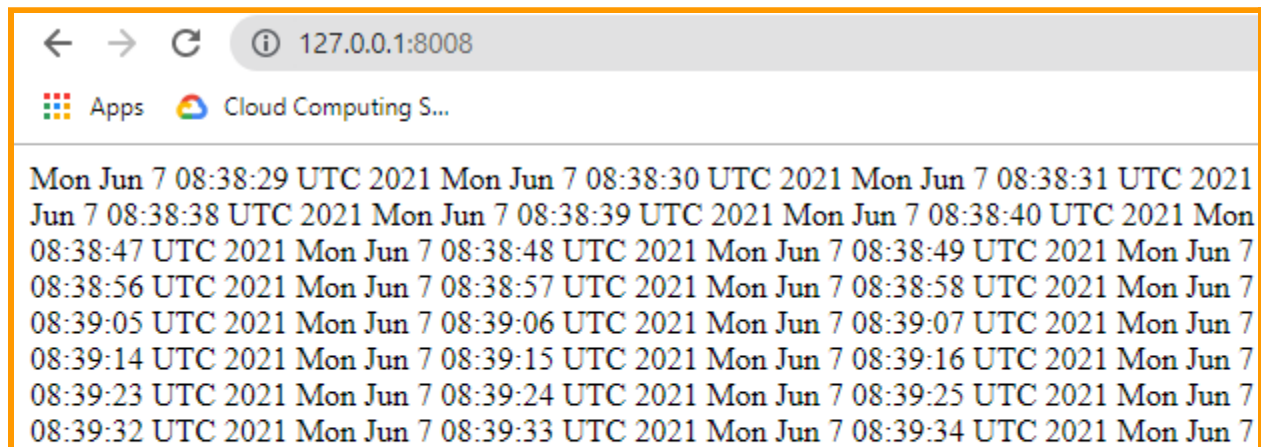 127.0.0.1:8008
Apps Cloud Computing S...
Mon Jun 7 08:38:29 UTC 2021 Mon Jun 7 08:38:30 UTC 2021 Mon Jun 7 08:38:31 UTC 2021
Jun 7 08:38:38 UTC 2021 Mon Jun 7 08:38:39 UTC 2021 Mon Jun 7 08:38:40 UTC 2021 Mon
08:38:47 UTC 2021 Mon Jun 7 08:38:48 UTC 2021 Mon Jun 7 08:38:49 UTC 2021 Mon Jun 7
08:38:56 UTC 2021 Mon Jun 7 08:38:57 UTC 2021 Mon Jun 7 08:38:58 UTC 2021 Mon Jun 7
08:39:05 UTC 2021 Mon Jun 7 08:39:06 UTC 2021 Mon Jun 7 08:39:07 UTC 2021 Mon Jun 7
08:39:14 UTC 2021 Mon Jun 7 08:39:15 UTC 2021 Mon Jun 7 08:39:16 UTC 2021 Mon Jun 7
08:39:23 UTC 2021 Mon Jun 7 08:39:24 UTC 2021 Mon Jun 7 08:39:25 UTC 2021 Mon Jun 7
08:39:32 UTC 2021 Mon Jun 7 08:39:33 UTC 2021 Mon Jun 7 08:39:34 UTC 2021 Mon Jun 7